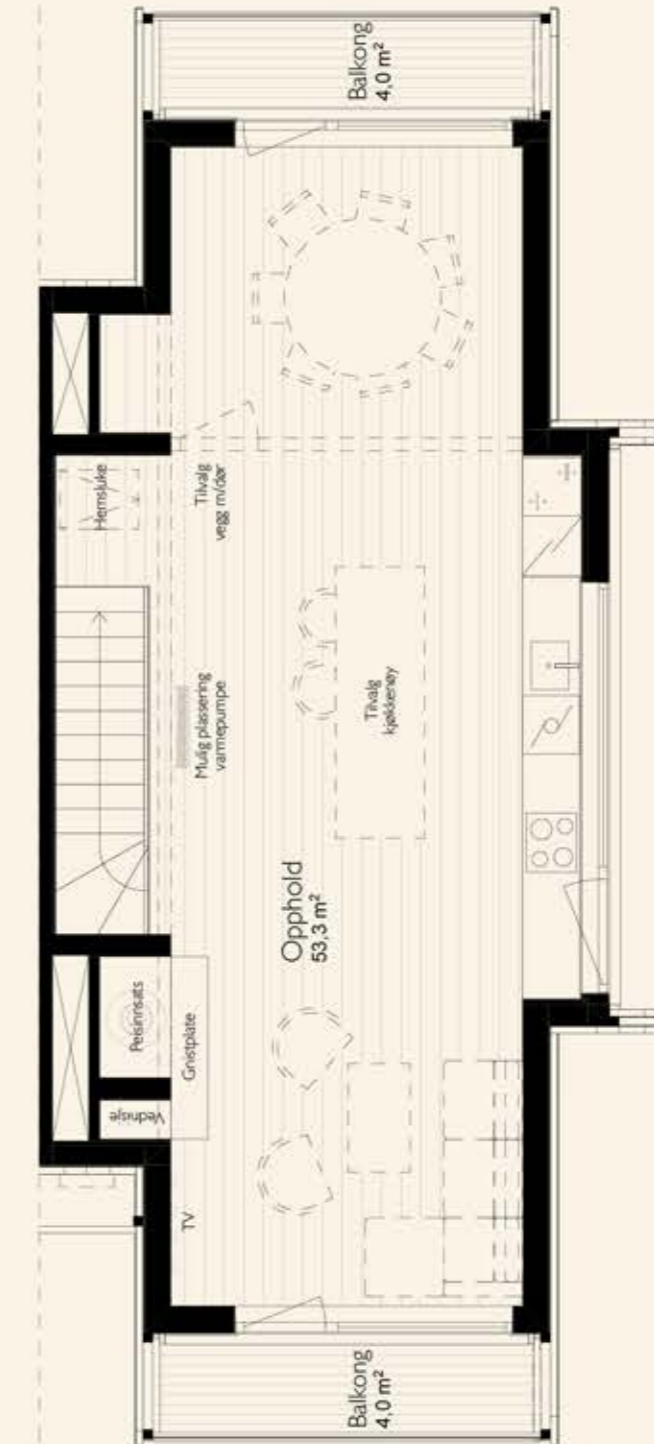 Balkong
4,0 m²
Hemsluke
Tilvalg
vegg m/dør
Mulig plassering
varmepumpe
Tilvalg
kjøkkenøy
Opphold
53,3 m²
Peisinnsats
Gnistplate
Vednisje
TV
Balkong
4,0 m²